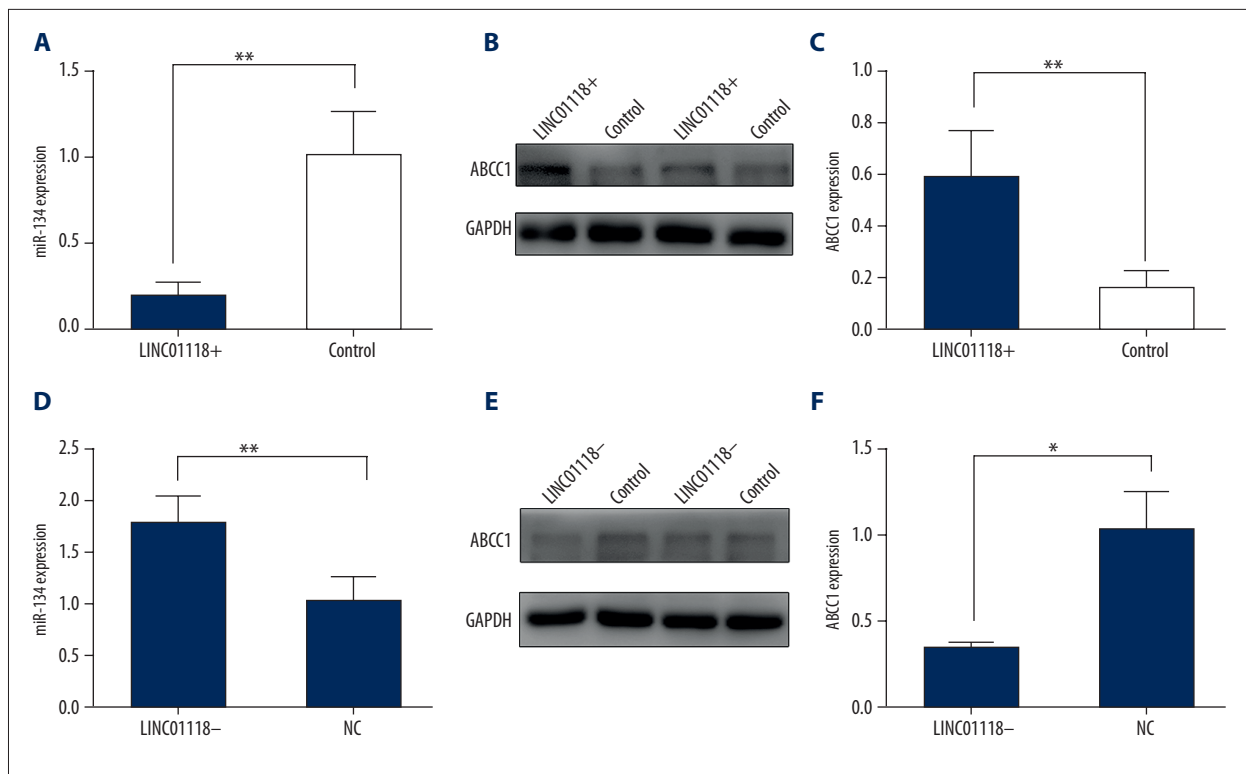 A
**
1.5
1.0
0.5
0.0
miR-134 expression
LINC01118+
Control
B
LINC01118+
Control
LINC01118+
Control
ABCC1
GAPDH
C
**
1.0
0.8
0.6
0.4
0.2
0.0
ABCC1 expression
LINC01118+
Control
D
**
2.5
2.0
1.5
1.0
0.5
0.0
miR-134 expression
LINC01118–
NC
E
LINC01118–
Control
LINC01118–
Control
ABCC1
GAPDH
F
*
1.5
1.0
0.5
0.0
ABCC1 expression
LINC01118–
NC